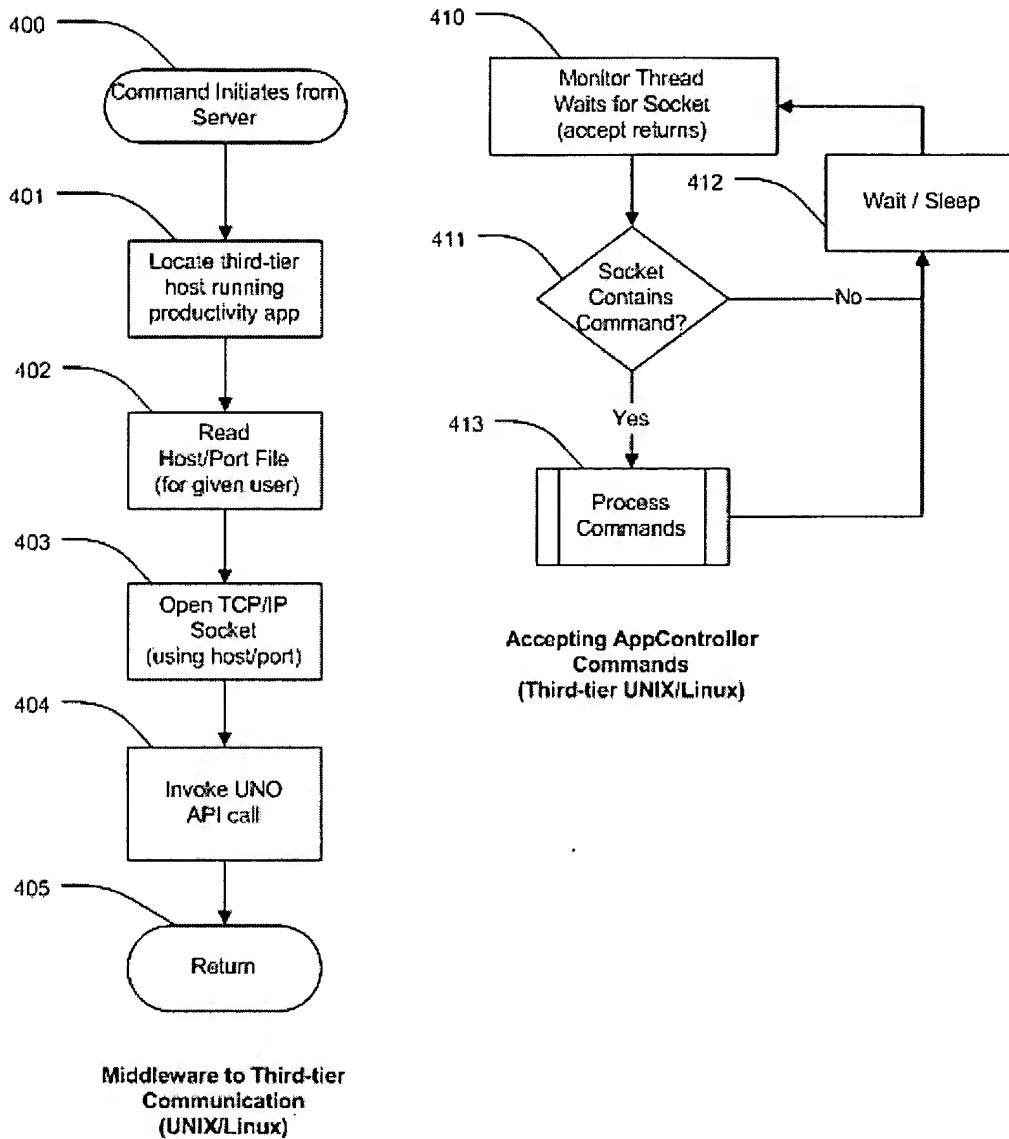 400
Command Initiates from
Server
401
Locate third-tier
host running
productivity app
402
Read
Host/Port File
(for given user)
403
Open TCP/IP
Socket
(using host/port)
404
Invoke UNO
API call
405
Return
Middleware to Third-tier
Communication
(UNIX/Linux)
410
Monitor Thread
Waits for Socket
(accept returns)
412
Wait / Sleep
411
Socket
Contains
Command?
No
Yes
413
Process
Commands
Accepting AppController
Commands
(Third-tier UNIX/Linux)